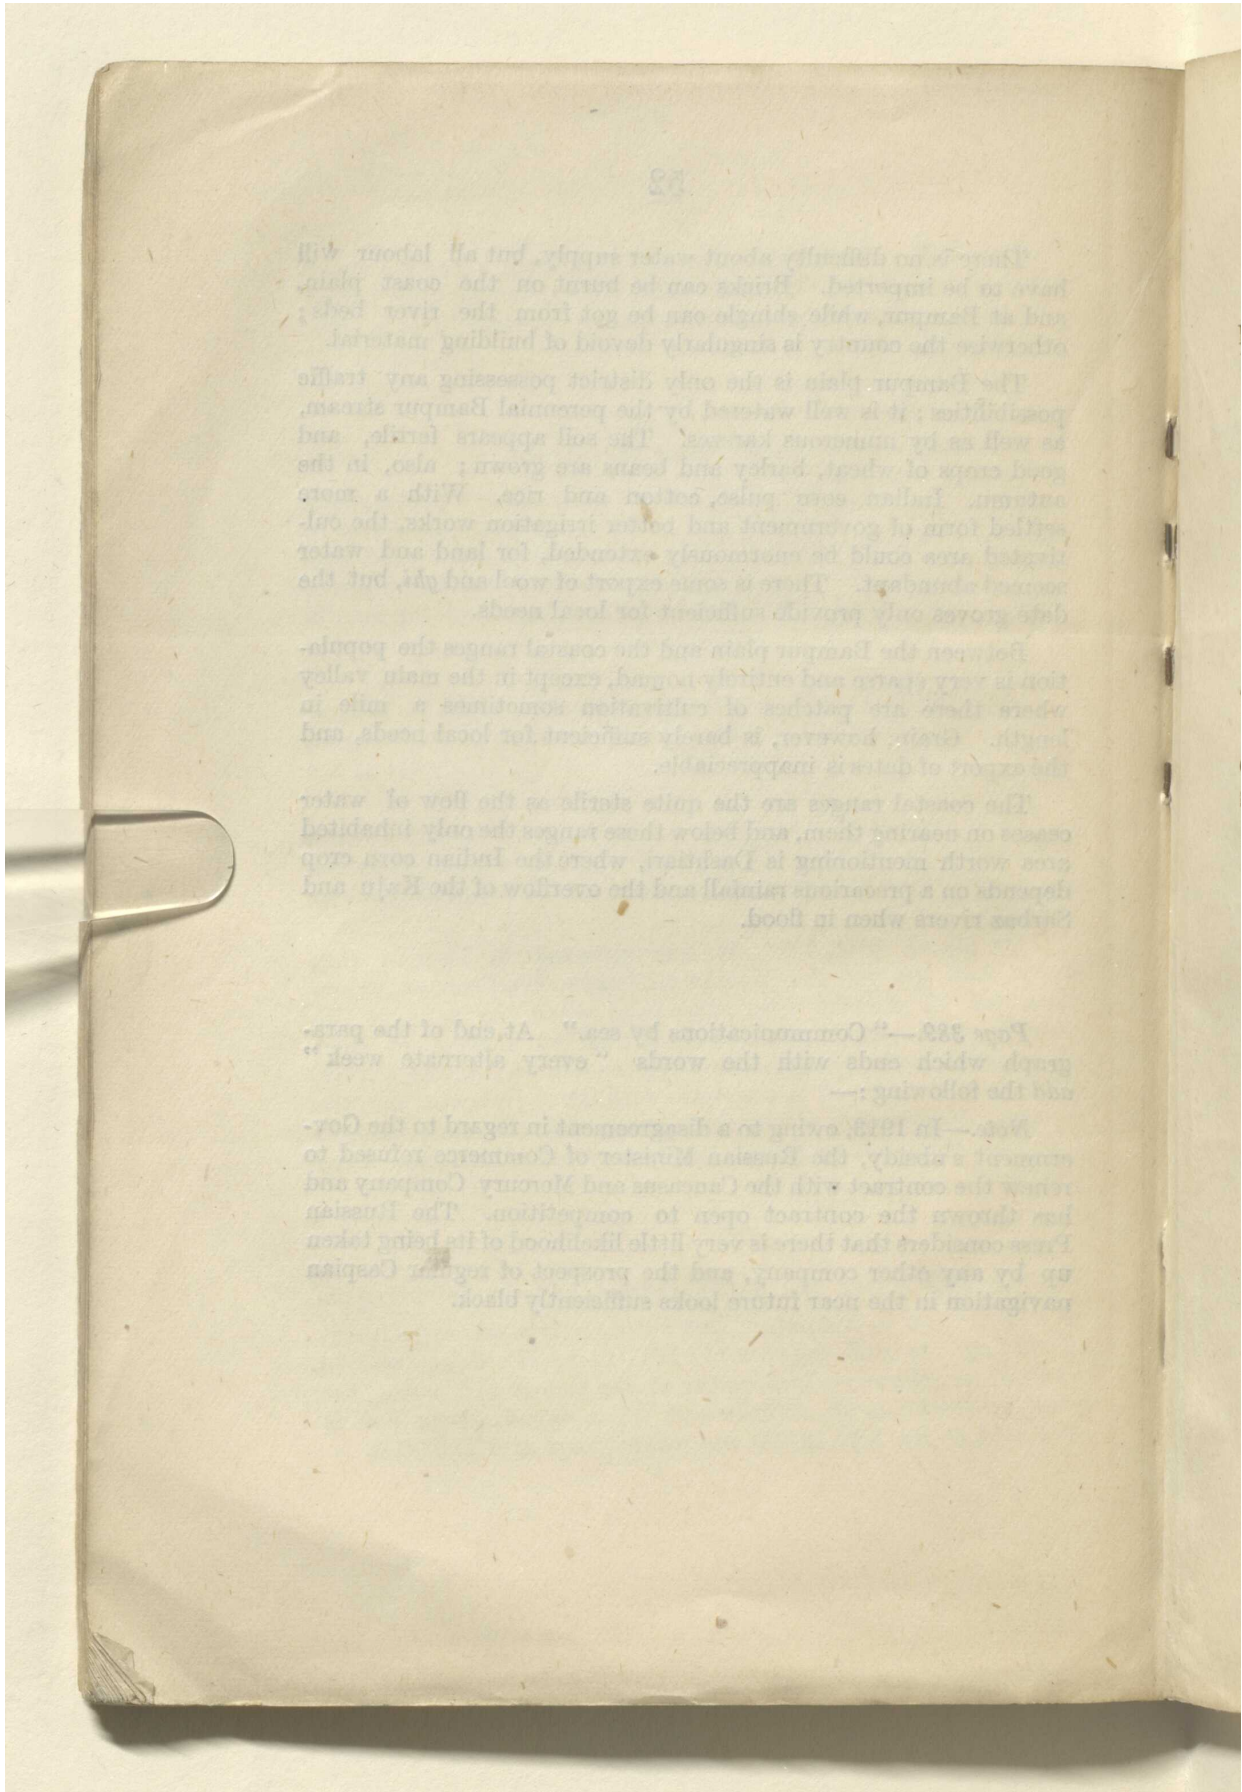 52
There is no difficulty about water supply, but all labour will
have to be imported. Bricks can be burnt on the coast plain,
and at Bampur, while shingle can be got from the river beds;
otherwise the country is singularly devoid of building material.
The Bampur plain is the only district possessing any traffic
possibilities; it is well watered by the perennial Bampur stream,
as well as by numerous karezes. The soil appears fertile, and
good crops of wheat, barley and beans are grown; also, in the
autumn, Indian corn pulse, cotton and rice. With a more
settled form of government and better irrigation works, the cul-
tivated area could be enormously extended, for land and water
seemed abundant. There is some export of wool and ghi, but the
date groves only provide sufficient for local needs.
Between the Bampur plain and the coastal ranges the popula-
tion is very sparse and entirely nomad, except in the main valley
where there are patches of cultivation sometimes a mile in
length. Grain, however, is barely sufficient for local needs, and
the export of dates is inappreciable.
The coastal ranges are the quite sterile as the flow of water
ceases on nearing them, and below these ranges the only inhabited
area worth mentioning is Dashtiari, where the Indian corn crop
depends on a precarious rainfall and the overflow of the Kaju and
Sarbaz rivers when in flood.
Page 389.—"Communications by sea." At end of the para-
graph which ends with the words "every alternate week"
add the following:—
Note.—In 1913, owing to a disagreement in regard to the Gov-
ernment subsidy, the Russian Minister of Commerce refused to
renew the contract with the Caucasus and Mercury Company and
has thrown the contract open to competition. The Russian
Press considers that there is very little likelihood of its being taken
up by any other company, and the prospect of regular Caspian
navigation in the near future looks sufficiently black.